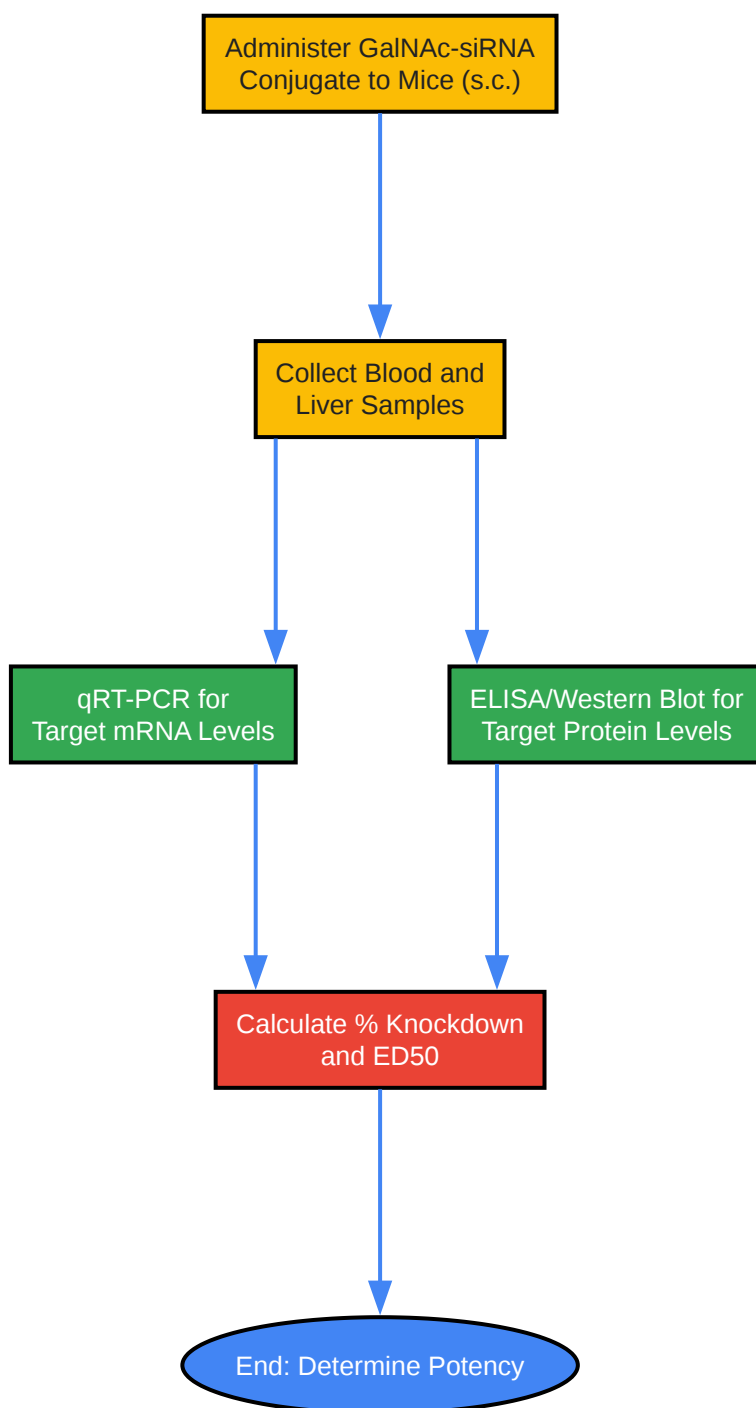 Administer GalNAc-siRNA
Conjugate to Mice (s.c.)
Collect Blood and
Liver Samples
qRT-PCR for
Target mRNA Levels
ELISA/Western Blot for
Target Protein Levels
Calculate % Knockdown
and ED50
End: Determine Potency